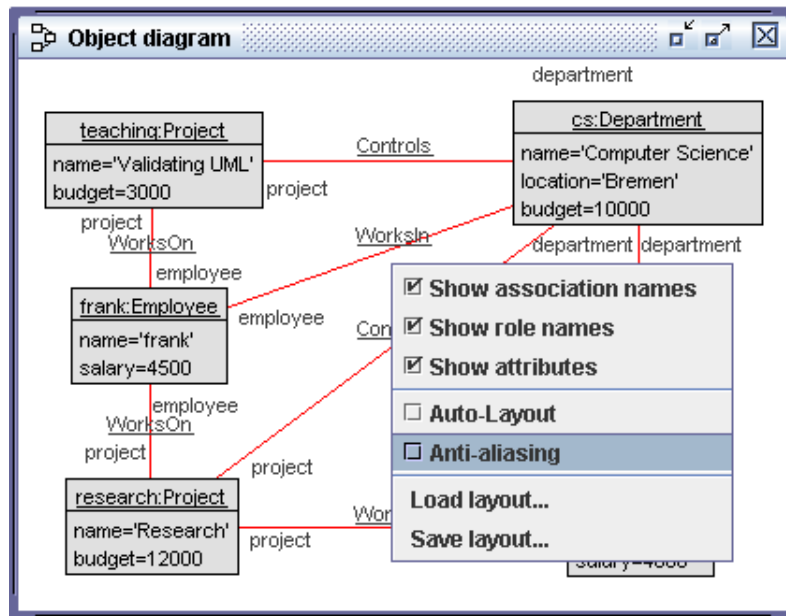 Object diagram
department
teaching:Project
name='Validating UML'
budget=3000
Controls
project
cs:Department
name='Computer Science'
location='Bremen'
budget=10000
project
WorksOn
employee
WorksIn
department
department
frank:Employee
name='frank'
salary=4500
employee
employee
WorksOn
project
project
research:Project
name='Research'
budget=12000
project
Show association names
Show role names
Show attributes
Auto-Layout
Anti-aliasing
Load layout...
Save layout...